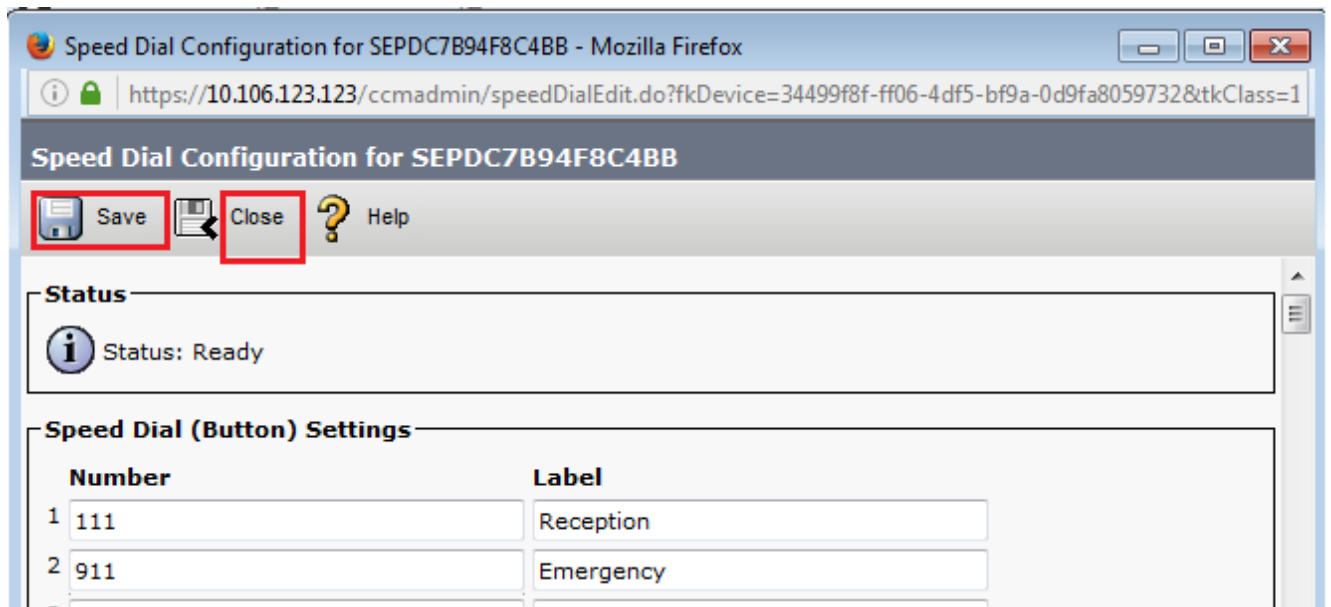 Speed Dial Configuration for SEPDC7B94F8C4BB - Mozilla Firefox
https://10.106.123.123/ccmadmin/speedDialEdit.do?fkDevice=34499f8f-ff06-4df5-bf9a-0d9fa8059732&tkClass=1
Speed Dial Configuration for SEPDC7B94F8C4BB
Save Close Help
Status
Status: Ready
Speed Dial (Button) Settings
Number Label
1 111 Reception
2 911 Emergency